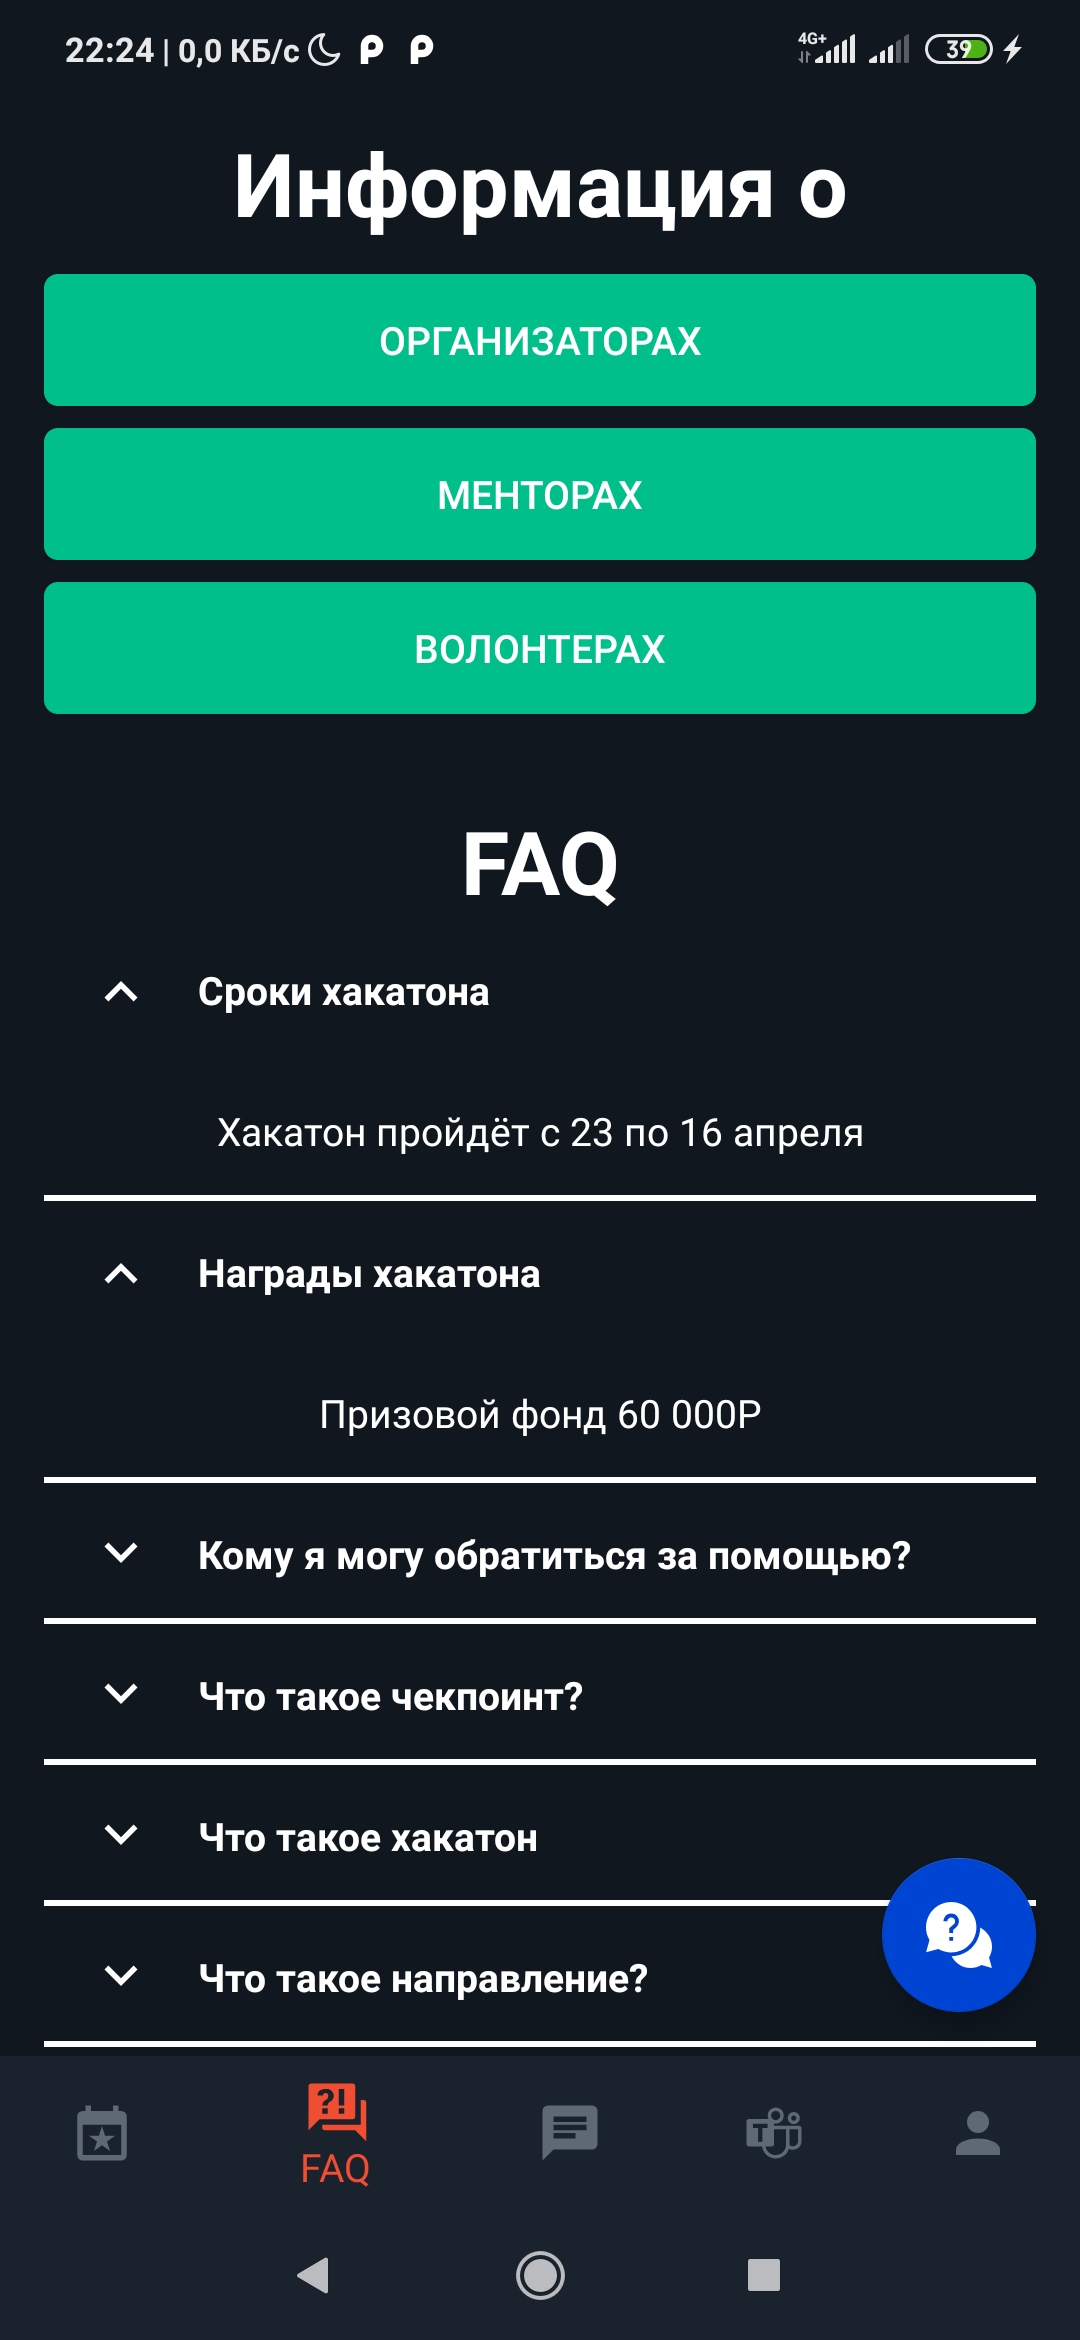 22:24 | 0,0 КБ/с
4G+
39
Информация о
ОРГАНИЗАТОРАХ
МЕНТОРАХ
ВОЛОНТЕРАХ
FAQ
Сроки хакатона
Хакатон пройдёт с 23 по 16 апреля
Награды хакатона
Призовой фонд 60 000Р
Кому я могу обратиться за помощью?
Что такое чекпоинт?
Что такое хакатон
Что такое направление?
FAQ